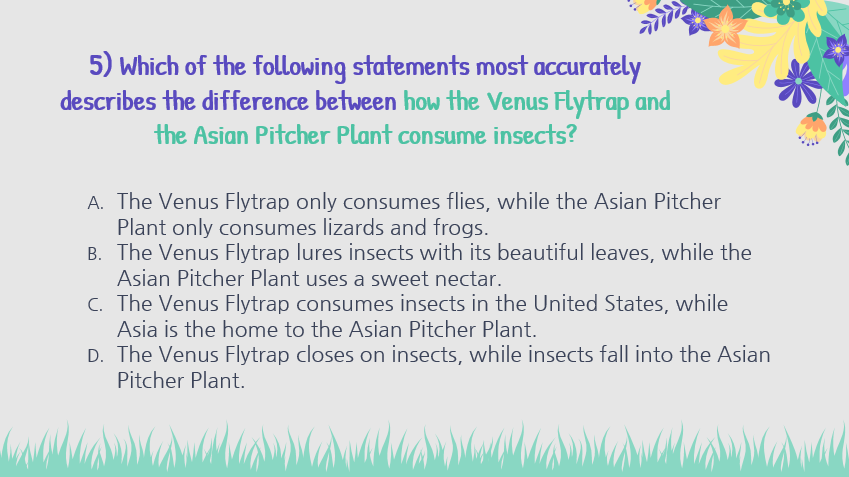 5) Which of the following statements most accurately
describes the difference between how the Venus Flytrap and
the Asian Pitcher Plant consume insects?
A. The Venus Flytrap only consumes flies, while the Asian Pitcher
Plant only consumes lizards and frogs.
B. The Venus Flytrap lures insects with its beautiful leaves, while the
Asian Pitcher Plant uses a sweet nectar.
C. The Venus Flytrap consumes insects in the United States, while
Asia is the home to the Asian Pitcher Plant.
D. The Venus Flytrap closes on insects, while insects fall into the Asian
Pitcher Plant.